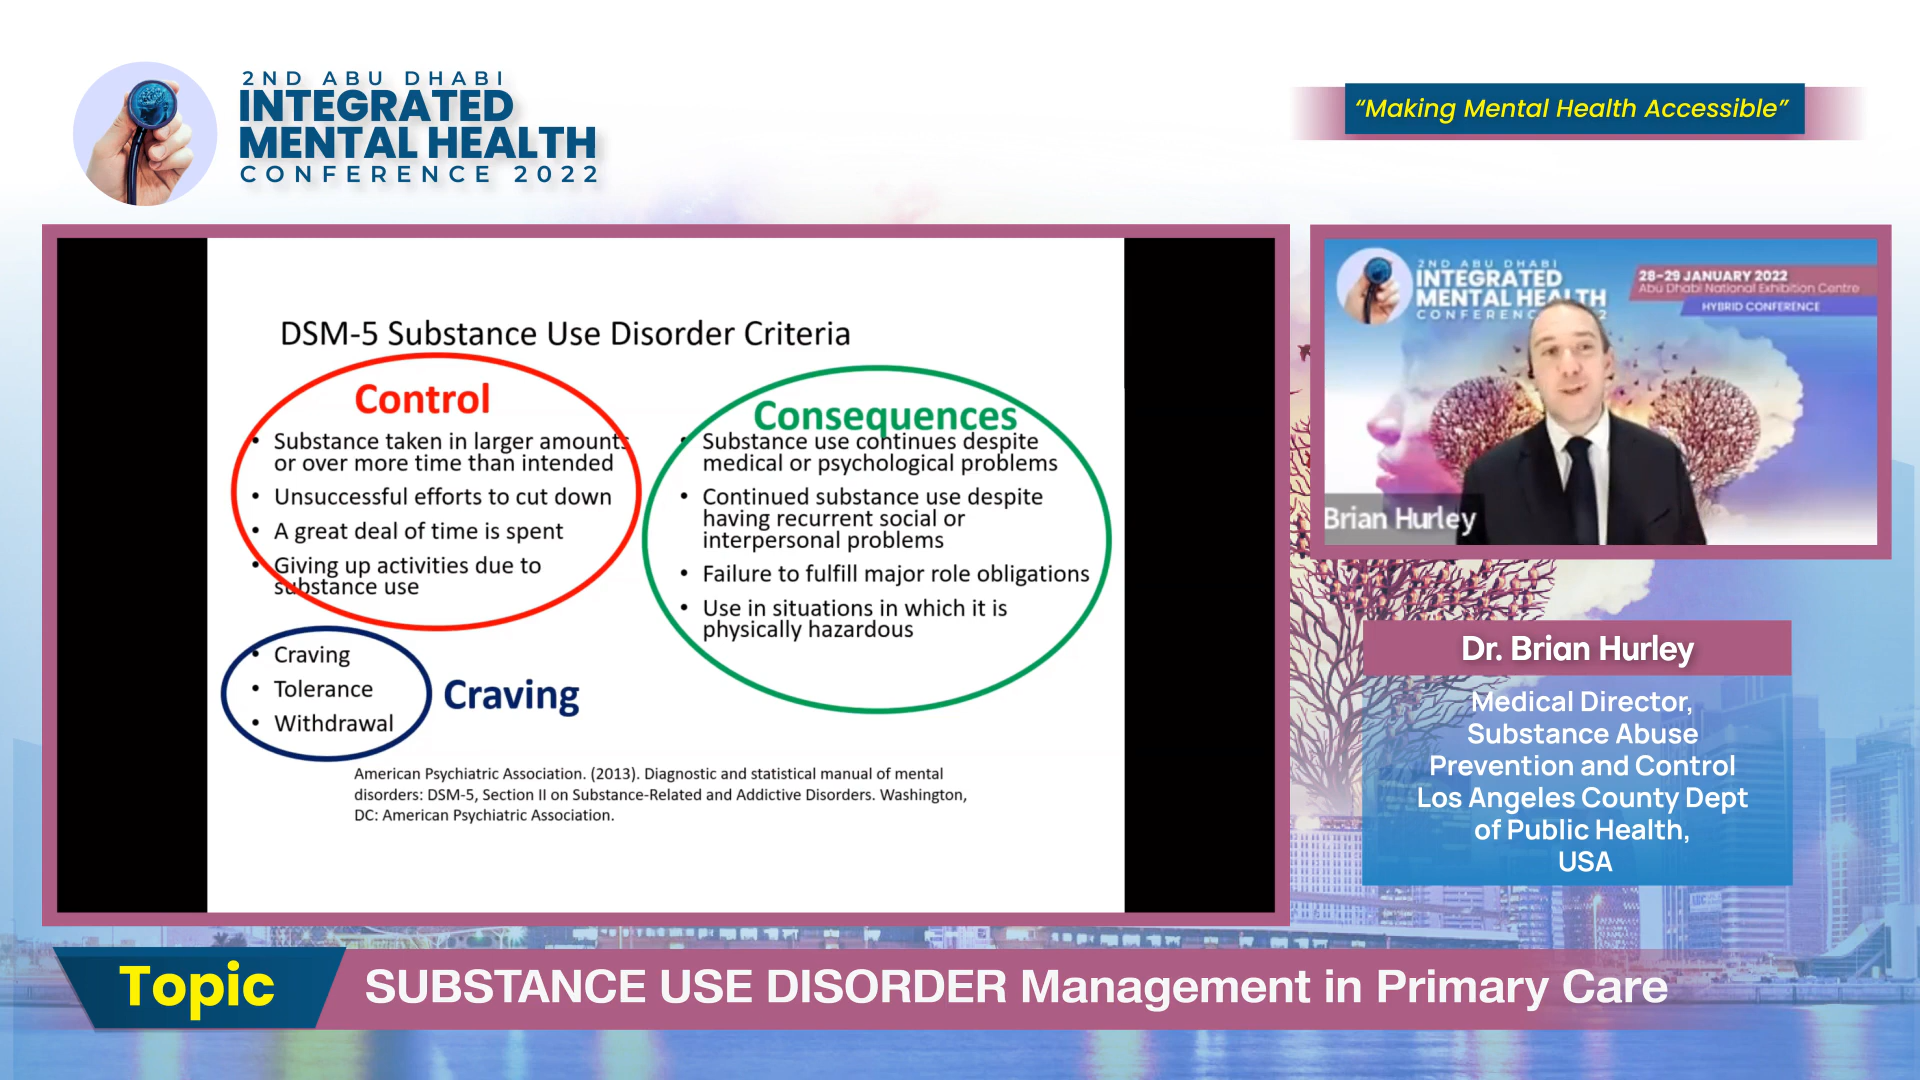 2ND ABU DHABI
INTEGRATED
MENTAL HEALTH
CONFERENCE 2022
“Making Mental Health Accessible”
DSM-5 Substance Use Disorder Criteria
Control
• Substance taken in larger amounts
or over more time than intended
• Unsuccessful efforts to cut down
• A great deal of time is spent
• Giving up activities due to
substance use
• Craving
• Tolerance
• Withdrawal
Craving
Consequences
• Substance use continues despite
medical or psychological problems
• Continued substance use despite
having recurrent social or
interpersonal problems
• Failure to fulfill major role obligations
• Use in situations in which it is
physically hazardous
American Psychiatric Association. (2013). Diagnostic and statistical manual of mental
disorders: DSM-5, Section II on Substance-Related and Addictive Disorders. Washington,
DC: American Psychiatric Association.
2ND ABU DHABI
INTEGRATED
MENTAL HEALTH
CONFERENC 2
28-29 JANUARY 2022
Abu Dhabi National Exhibition Centre
HYBRID CONFERENCE
Brian Hurley
Dr. Brian Hurley
Medical Director,
Substance Abuse
Prevention and Control
Los Angeles County Dept
of Public Health,
USA
Topic
SUBSTANCE USE DISORDER Management in Primary Care